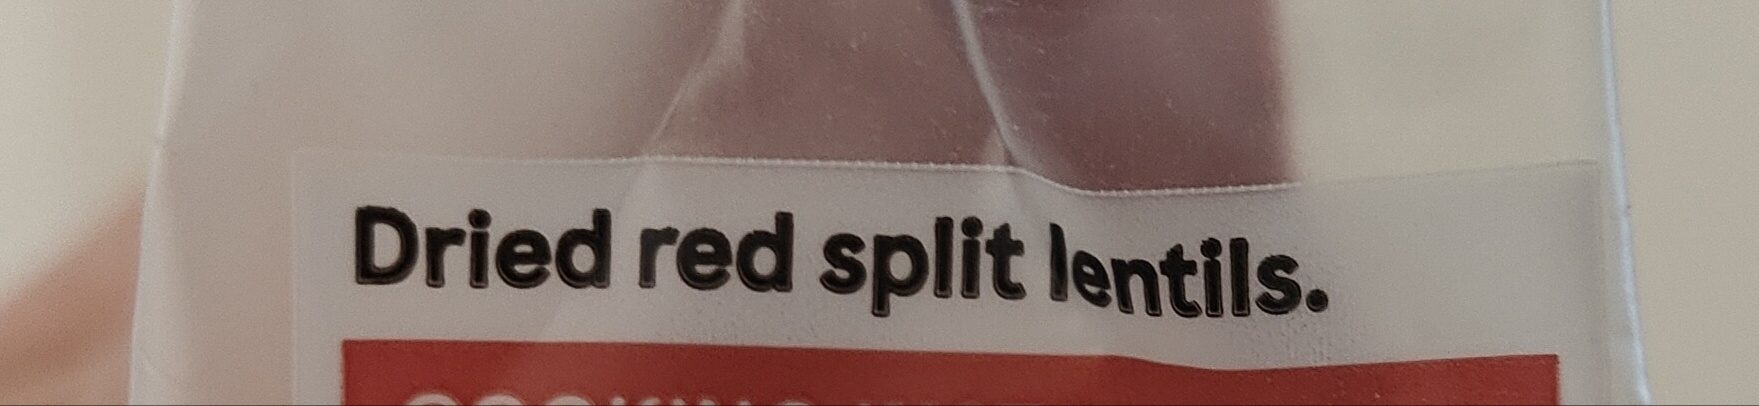 Dried red split lentils.